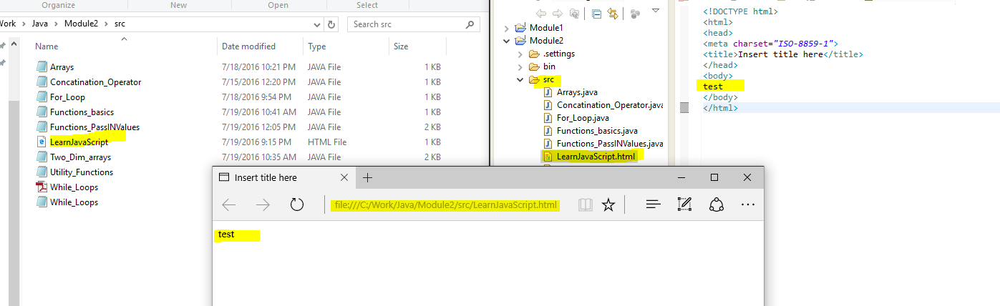 Organize
New
Open
Select
Work > Java > Module2 > src
Search src
Name
Date modified
Type
Size
Arrays
7/18/2016 10:21 PM
JAVA File
1 KB
Concatination_Operator
7/15/2016 12:20 PM
JAVA File
1 KB
For_Loop
7/18/2016 9:54 PM
JAVA File
1 KB
Functions_basics
7/19/2016 10:41 AM
JAVA File
1 KB
Functions_PassINValues
7/19/2016 12:05 PM
JAVA File
2 KB
LearnJavaScript
7/19/2016 9:15 PM
HTML File
1 KB
Two_Dim_arrays
7/19/2016 10:35 AM
JAVA File
2 KB
Utility_Functions
While_Loops
While_Loops
Module1
Module2
.settings
bin
src
Arrays.java
Concatination_Operator.java
For_Loop.java
Functions_basics.java
Functions_PassINValues.java
LearnJavaScript.html
<!DOCTYPE html>
<html>
<head>
<meta charset="ISO-8859-1">
<title>Insert title here</title>
</head>
<body>
test
</body>
</html>
Insert title here
file:///C:/Work/Java/Module2/src/LearnJavaScript.html
test